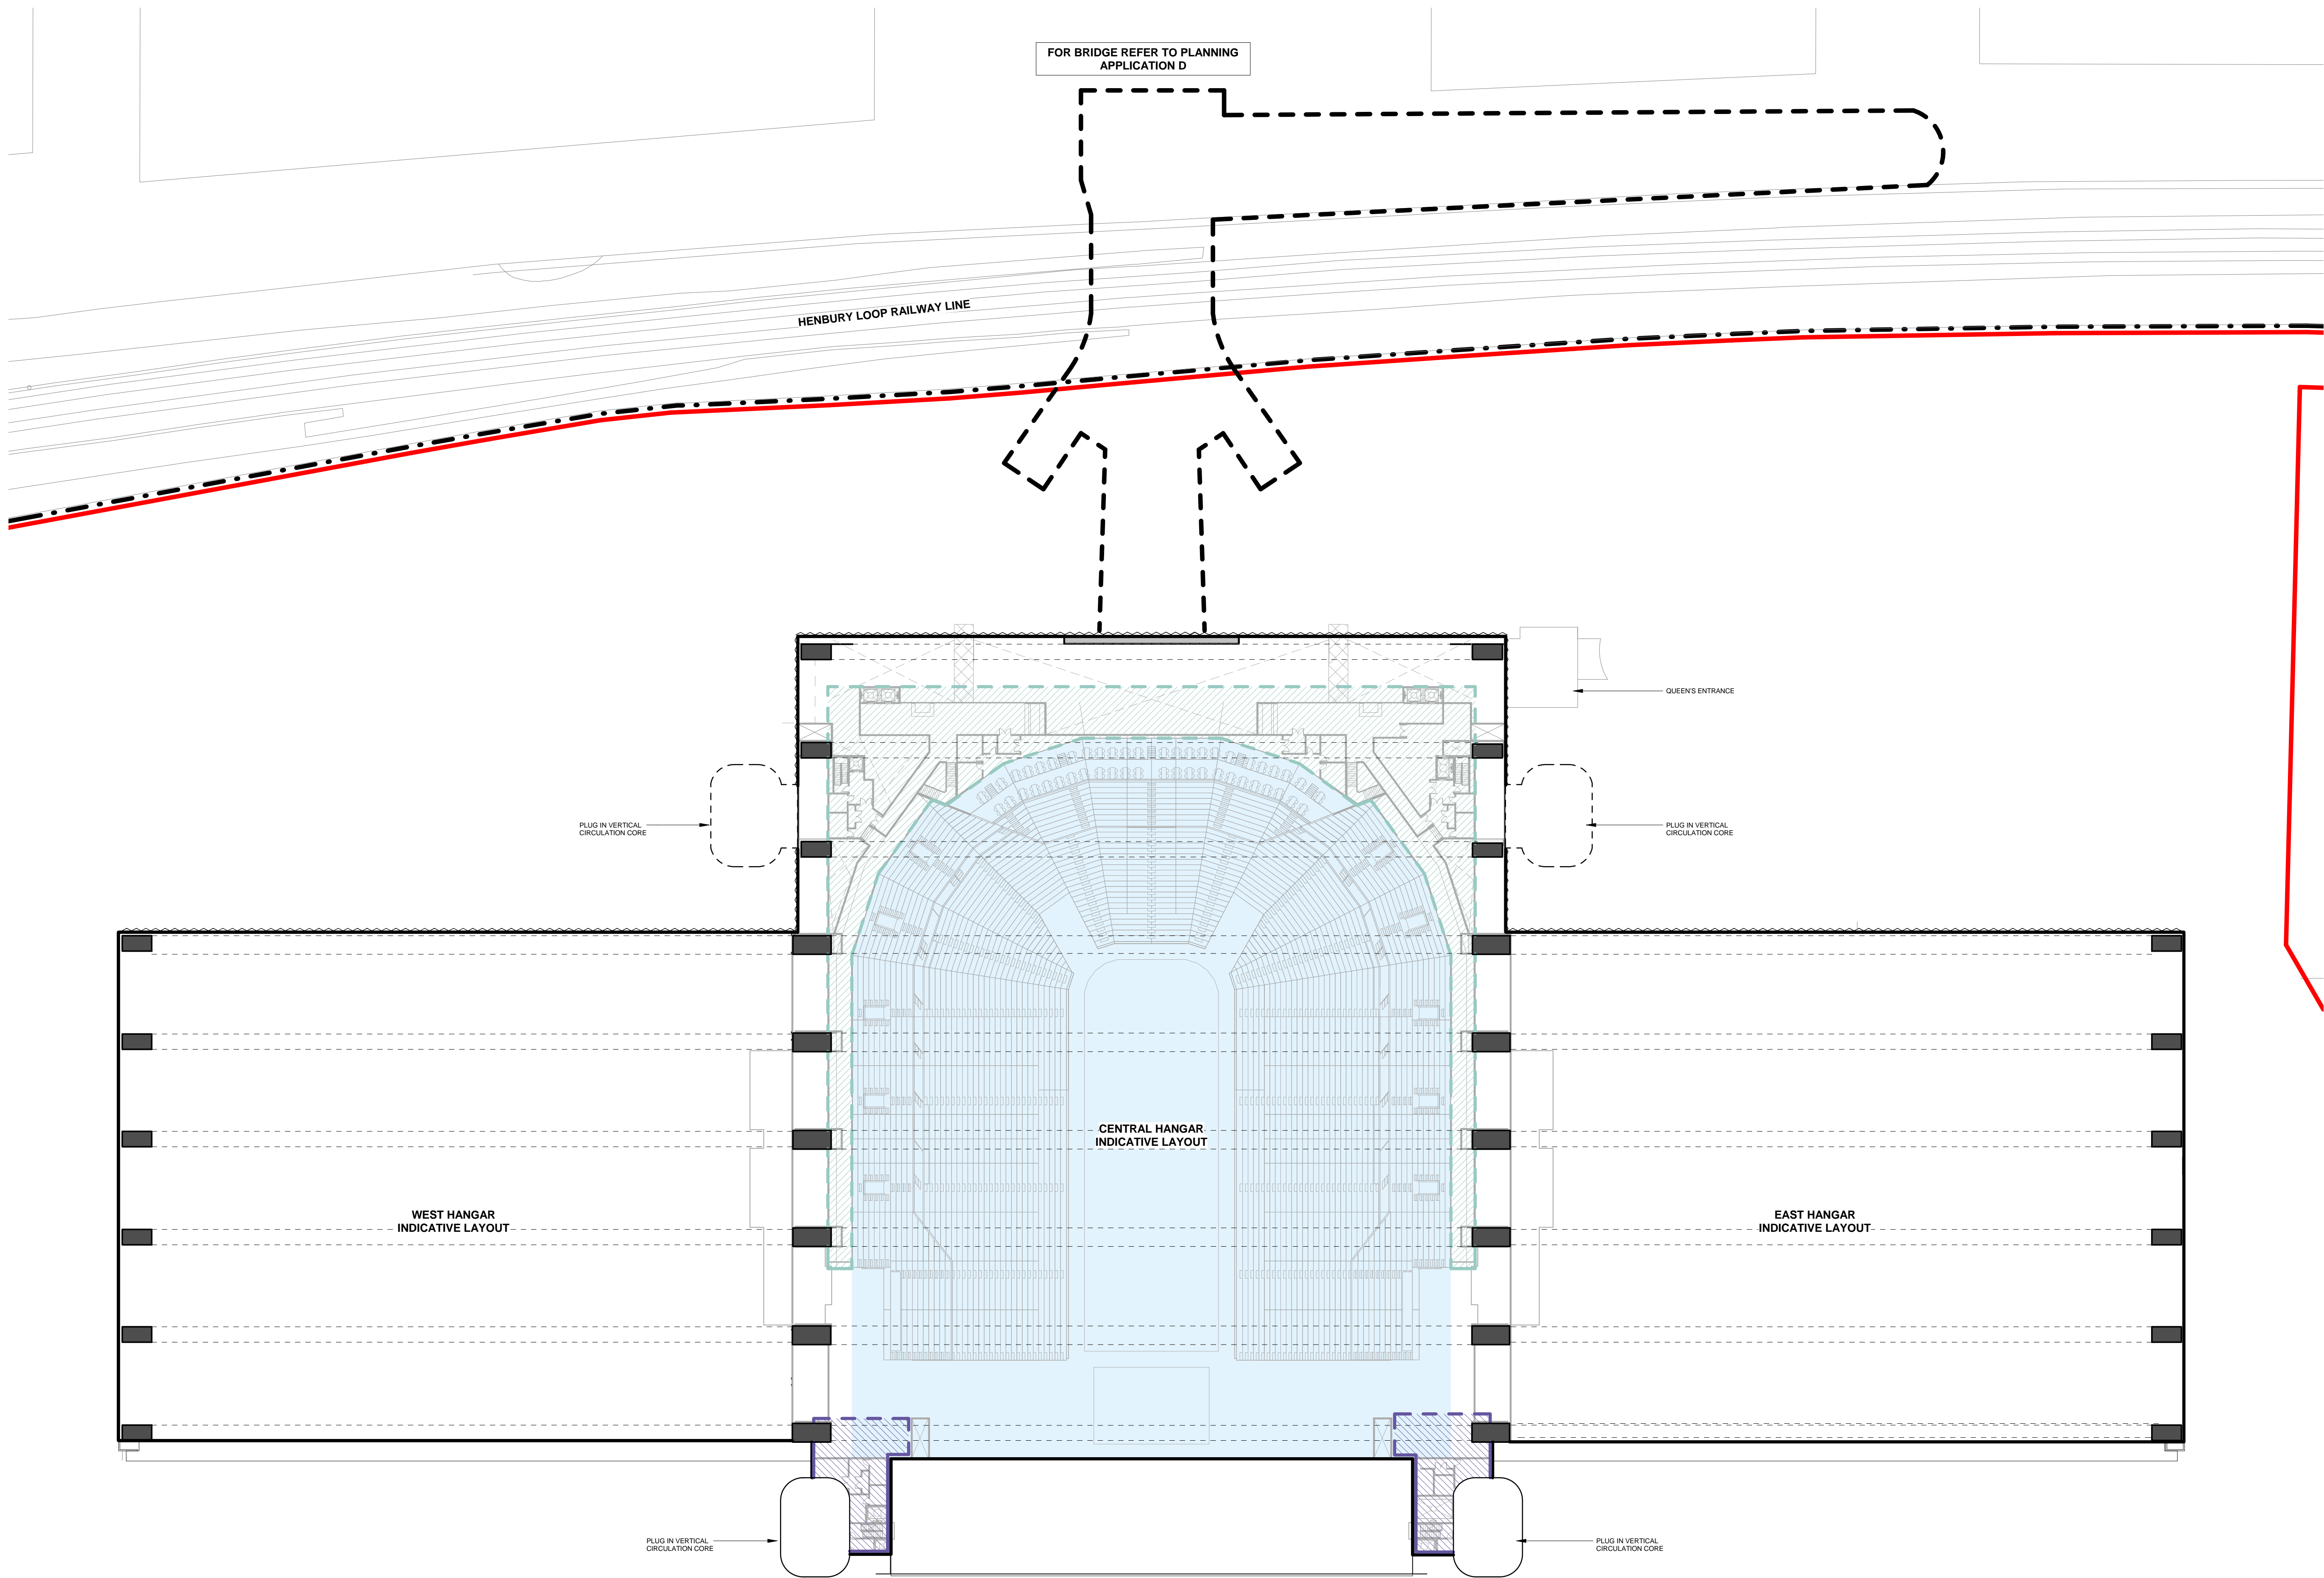 FOR BRIDGE REFER TO PLANNING
APPLICATION D
HENBURY LOOP RAILWAY LINE
QUEEN'S ENTRANCE
PLUG IN VERTICAL
CIRCULATION CORE
PLUG IN VERTICAL
CIRCULATION CORE
CENTRAL HANGAR
INDICATIVE LAYOUT
WEST HANGAR
INDICATIVE LAYOUT
EAST HANGAR
INDICATIVE LAYOUT
PLUG IN VERTICAL
CIRCULATION CORE
PLUG IN VERTICAL
CIRCULATION CORE